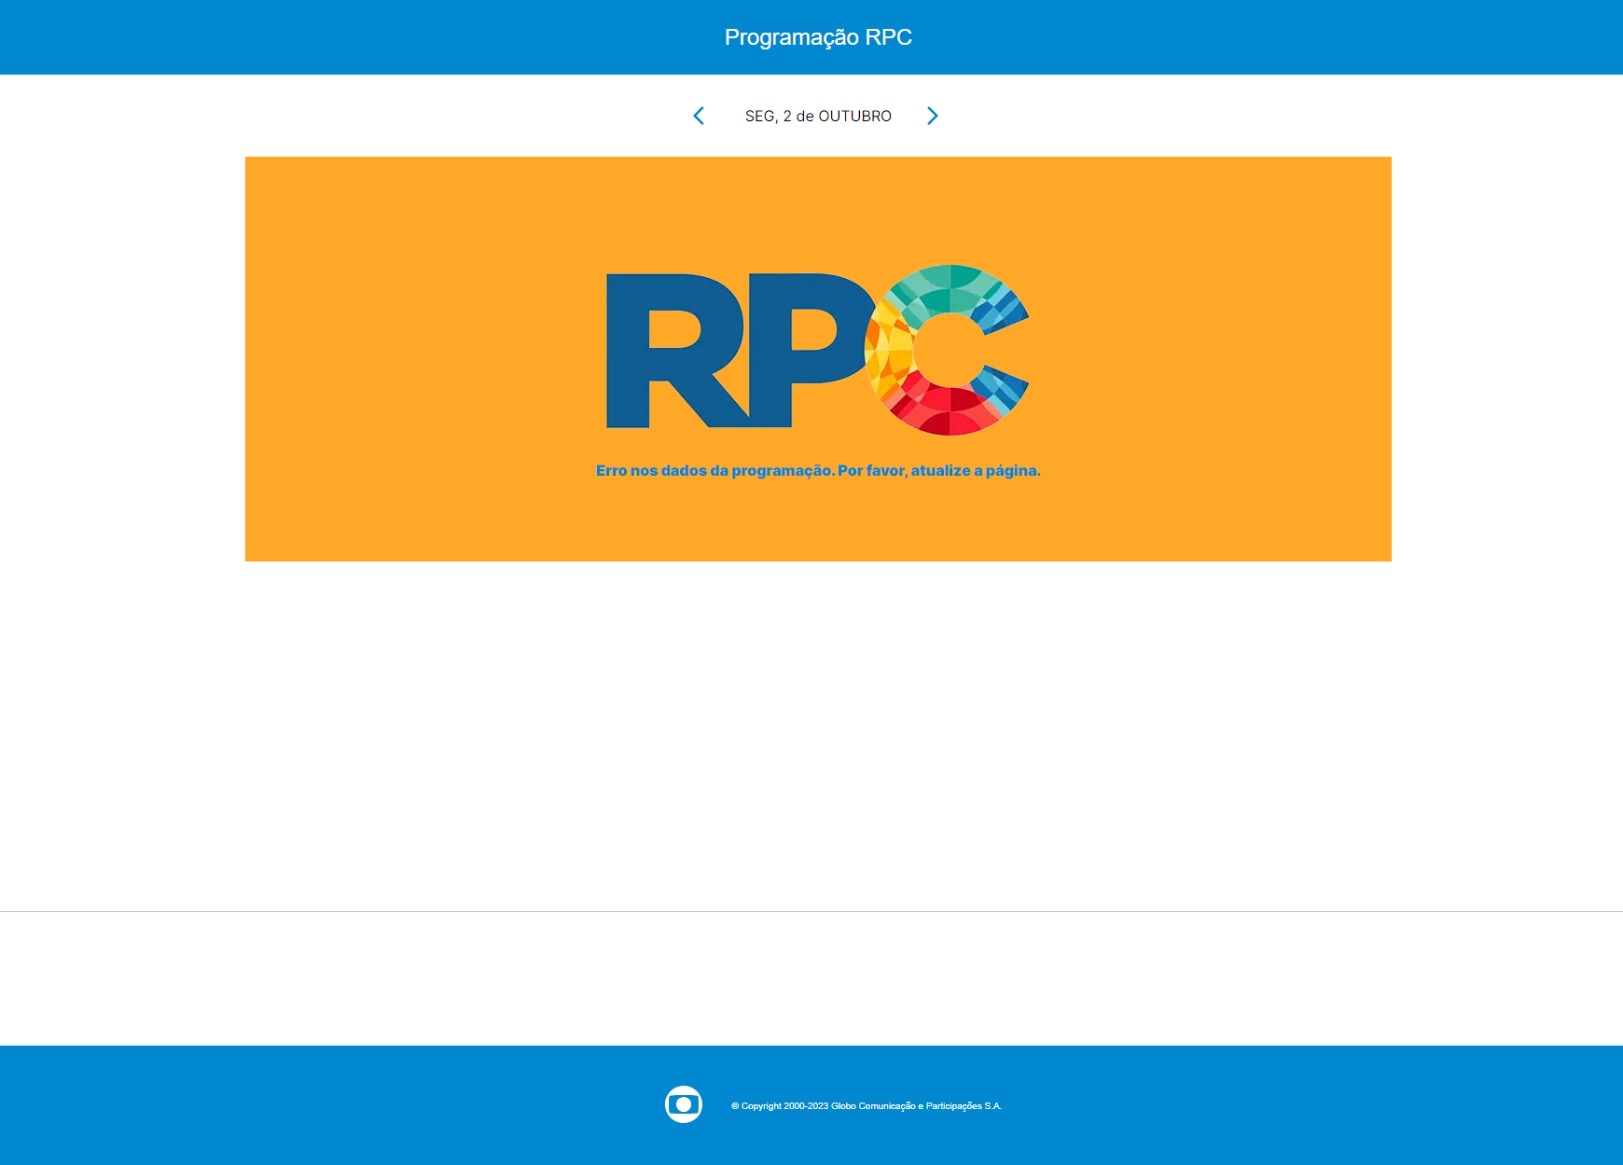 Programação RPC
SEG, 2 de OUTUBRO
RPC
Erro nos dados da programação. Por favor, atualize a página.
© Copyright 2000-2023 Globo Comunicação e Participações S.A.